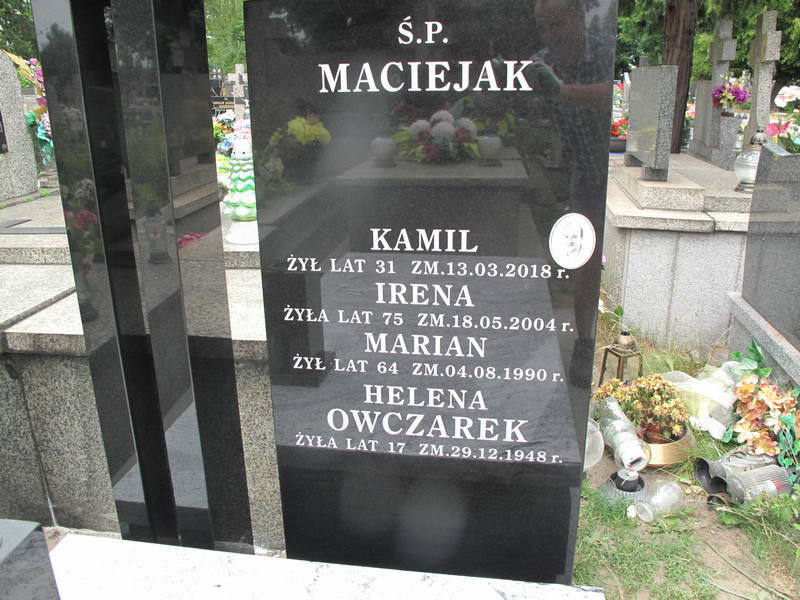 Ś.P.
MACIEJAK
KAMIL
ŻYŁ LAT 31 ZM.13.03.2018 r.
IRENA
ŻYŁA LAT 75 ZM.18.05.2004 r.
MARIAN
ŻYŁ LAT 64 ZM.04.08.1990 r.
HELENA
OWCZAREK
ŻYŁA LAT 17 ZM.29.12.1948 r.